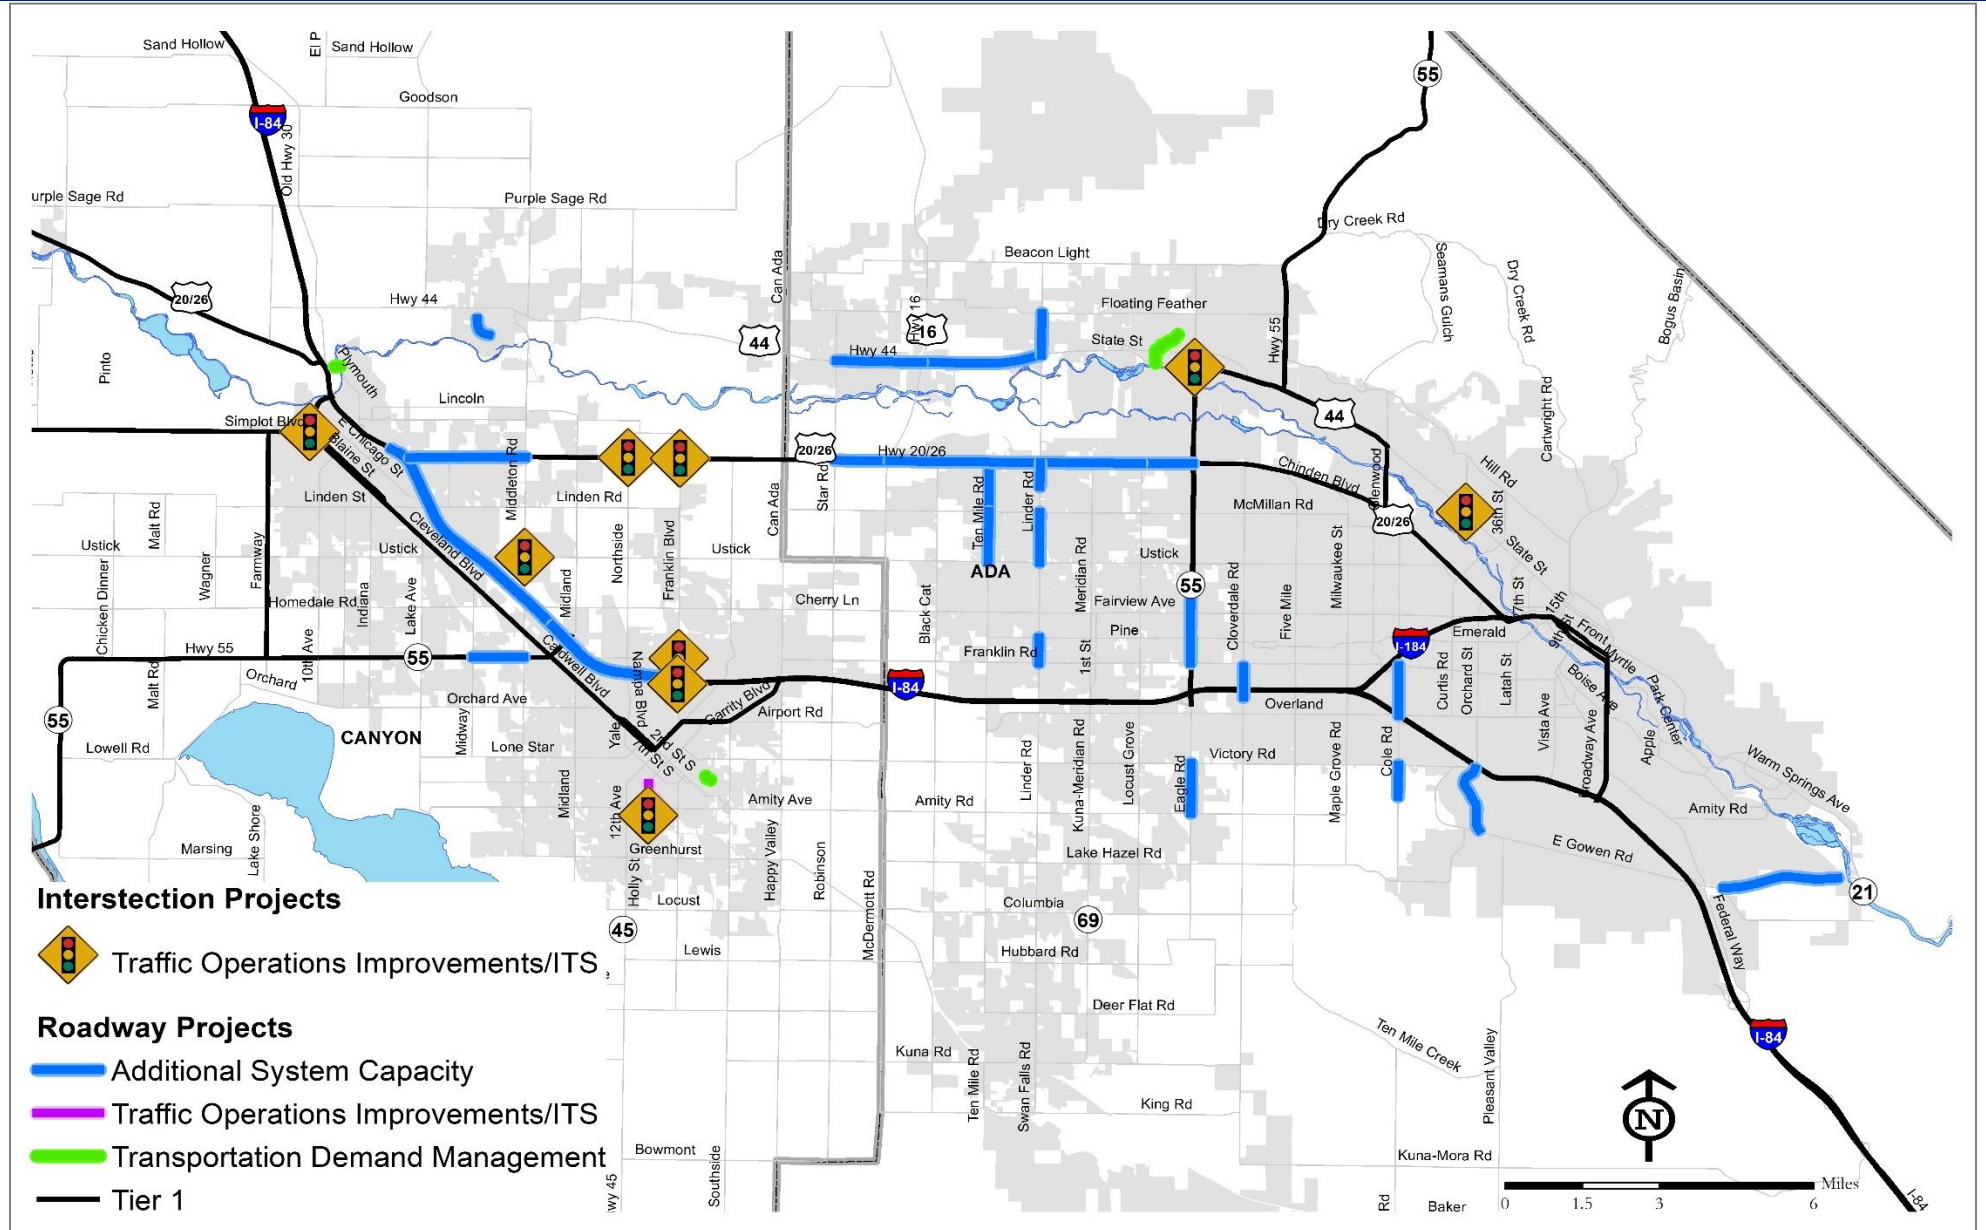 Sand Hollow
El P
Sand Hollow
55
Goodson
I-84
Old Hwy 30
urple Sage Rd
Purple Sage Rd
Dry Creek Rd
Beacon Light
Can Ada
Seamans Gulch
Dry Creek Rd
Bogus Basin
20/26
Hwy 44
Floating Feather
Hwy 16
16
44
State St
Hwy 55
Hwy 44
Pinto
Plymouth
Lincoln
44
Cartwright Rd
Simplot Blvd
E Chicago St
Blaine St
Middleton Rd
20/26
Hwy 20/26
Chinden Blvd
Glenwood
Hill Rd
Linden St
Linden Rd
Star Rd
Can Ada
Ten Mile Rd
Linder Rd
McMillan Rd
36th St
20/26
Malt Rd
Cleveland Blvd
Ustick
Ustick
Northside
Franklin Blvd
Ustick
Ustick
Meridian Rd
Milwaukee St
State St
Chicken Dinner
Wagner
Farmway
Indiana
Lake Ave
Midland
ADA
55
Cloverdale Rd
Five Mile
Homedale Rd
Cherry Ln
Black Cat
Fairview Ave
17th St
15th
Pine
Emerald
9th St
Front
Myrtle
Hwy 55
10th Ave
55
Caldwell Blvd
Nampa Blvd
Franklin Rd
1st St
I-184
Malt Rd
Orchard
Orchard Ave
I-84
Garrity Blvd
Airport Rd
Overland
Curtis Rd
Orchard St
Latah St
Vista Ave
Boise Ave
Park Center
55
CANYON
Midway
Yale
Lowell Rd
Lone Star
2nd St S
7th St S
Linder Rd
Kuna-Meridian Rd
Locust Grove
Victory Rd
Eagle Rd
Maple Grove Rd
Cole Rd
Broadway Ave
Apple
Warm Springs Ave
Midland
12th Ave
Amity Ave
Amity Rd
Amity Rd
Marsing
Lake Shore
Greenhurst
Holly St
Happy Valley
Robinson
McDermott Rd
Lake Hazel Rd
E Gowen Rd
Locust
Columbia
21
45
69
Federal Way
Lewis
Hubbard Rd
Deer Flat Rd
Ten Mile Creek
Pleasant Valley
I-84
Kuna Rd
Ten Mile Rd
Swan Falls Rd
King Rd
N
Bowmont
Southside
wy 45
Kuna-Mora Rd
Rd
Baker
I-84
Miles
0 1.5 3 6
Interstection Projects
Traffic Operations Improvements/ITS
Roadway Projects
Additional System Capacity
Traffic Operations Improvements/ITS
Transportation Demand Management
Tier 1